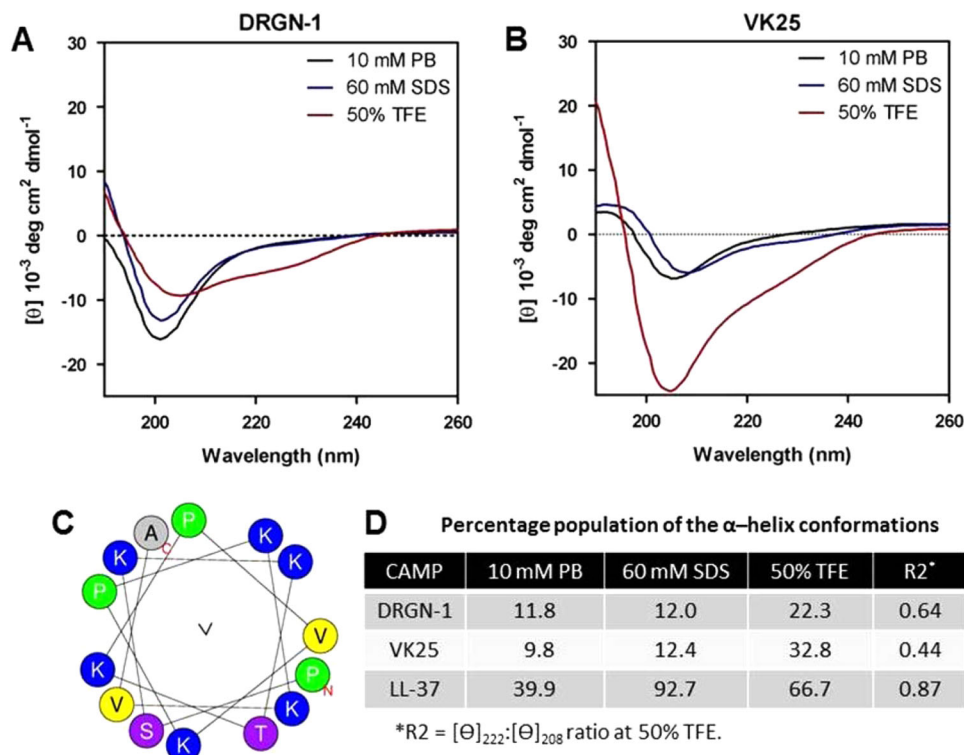 A
DRGN-1
[Θ] 10⁻³ deg cm² dmol⁻¹
30
20
10
0
-10
-20
10 mM PB
60 mM SDS
50% TFE
200
220
240
260
Wavelength (nm)
B
VK25
[Θ] 10⁻³ deg cm² dmol⁻¹
30
20
10
0
-10
-20
10 mM PB
60 mM SDS
50% TFE
200
220
240
260
Wavelength (nm)
C
A
C
P
K
K
K
P
V
K
P
N
V
K
S
T
K
D
Percentage population of the α–helix conformations
CAMP 10 mM PB 60 mM SDS 50% TFE R2*
DRGN-1 11.8 12.0 22.3 0.64
VK25 9.8 12.4 32.8 0.44
LL-37 39.9 92.7 66.7 0.87
*R2 = [Θ]₂₂₂:[Θ]₂₀₈ ratio at 50% TFE.